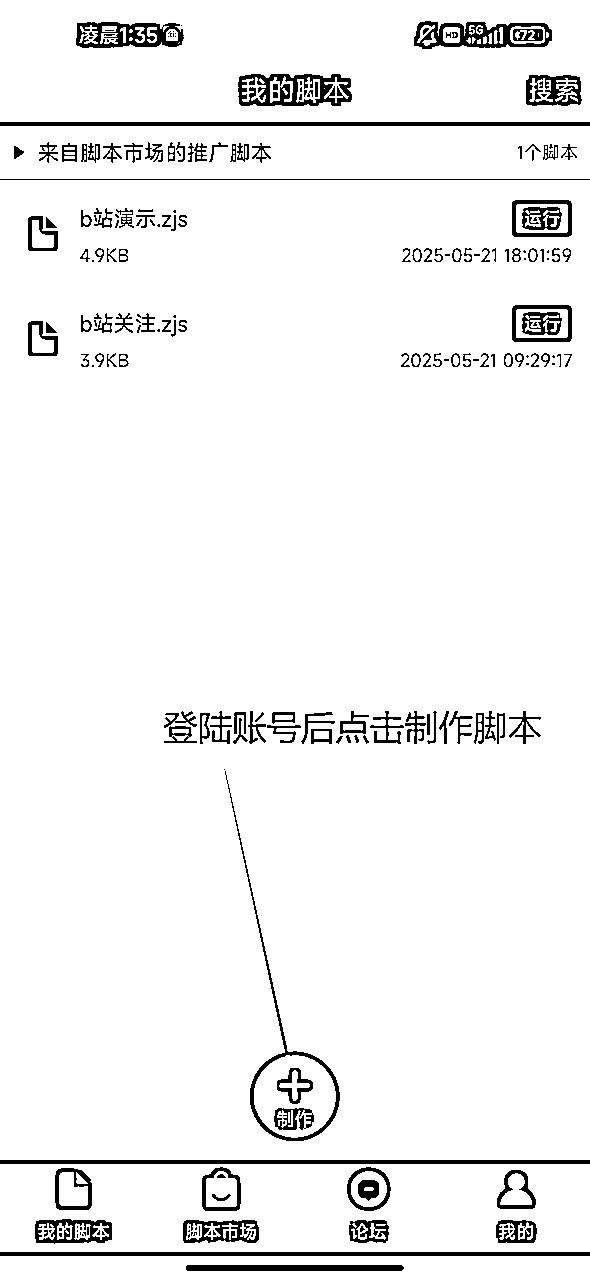 凌晨1:35
HD 5G 72
我的脚本
搜索
来自脚本市场的推广脚本
1个脚本
b站演示.zjs
运行
4.9KB
2025-05-21 18:01:59
b站关注.zjs
运行
3.9KB
2025-05-21 09:29:17
登陆账号后点击制作脚本
制作
我的脚本
脚本市场
论坛
我的